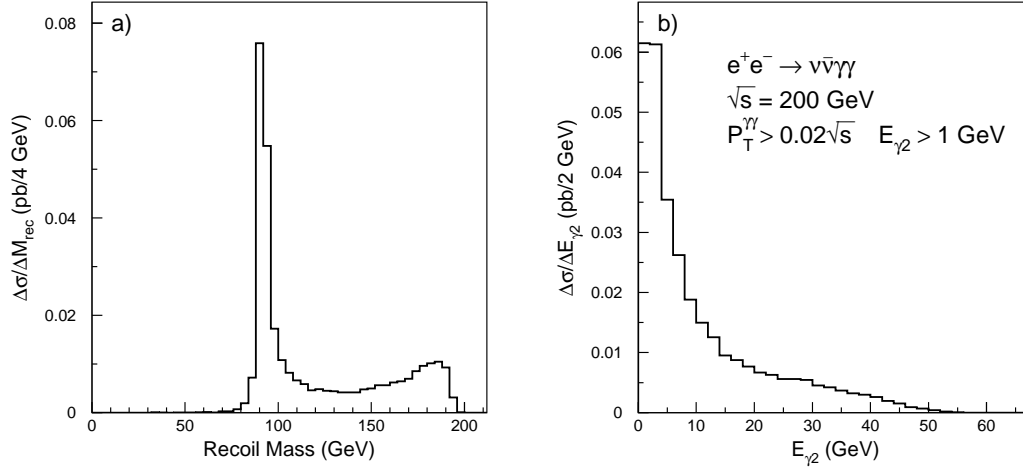 a)
0.08
0.06
0.04
0.02
0
Δσ/ΔM_rec (pb/4 GeV)
0 50 100 150 200
Recoil Mass (GeV)
b)
e⁺e⁻ → νν̄γγ
√s = 200 GeV
P_T^γγ > 0.02√s E_γ2 > 1 GeV
0.06
0.05
0.04
0.03
0.02
0.01
0
Δσ/ΔE_γ2 (pb/2 GeV)
0 10 20 30 40 50 60
E_γ2 (GeV)